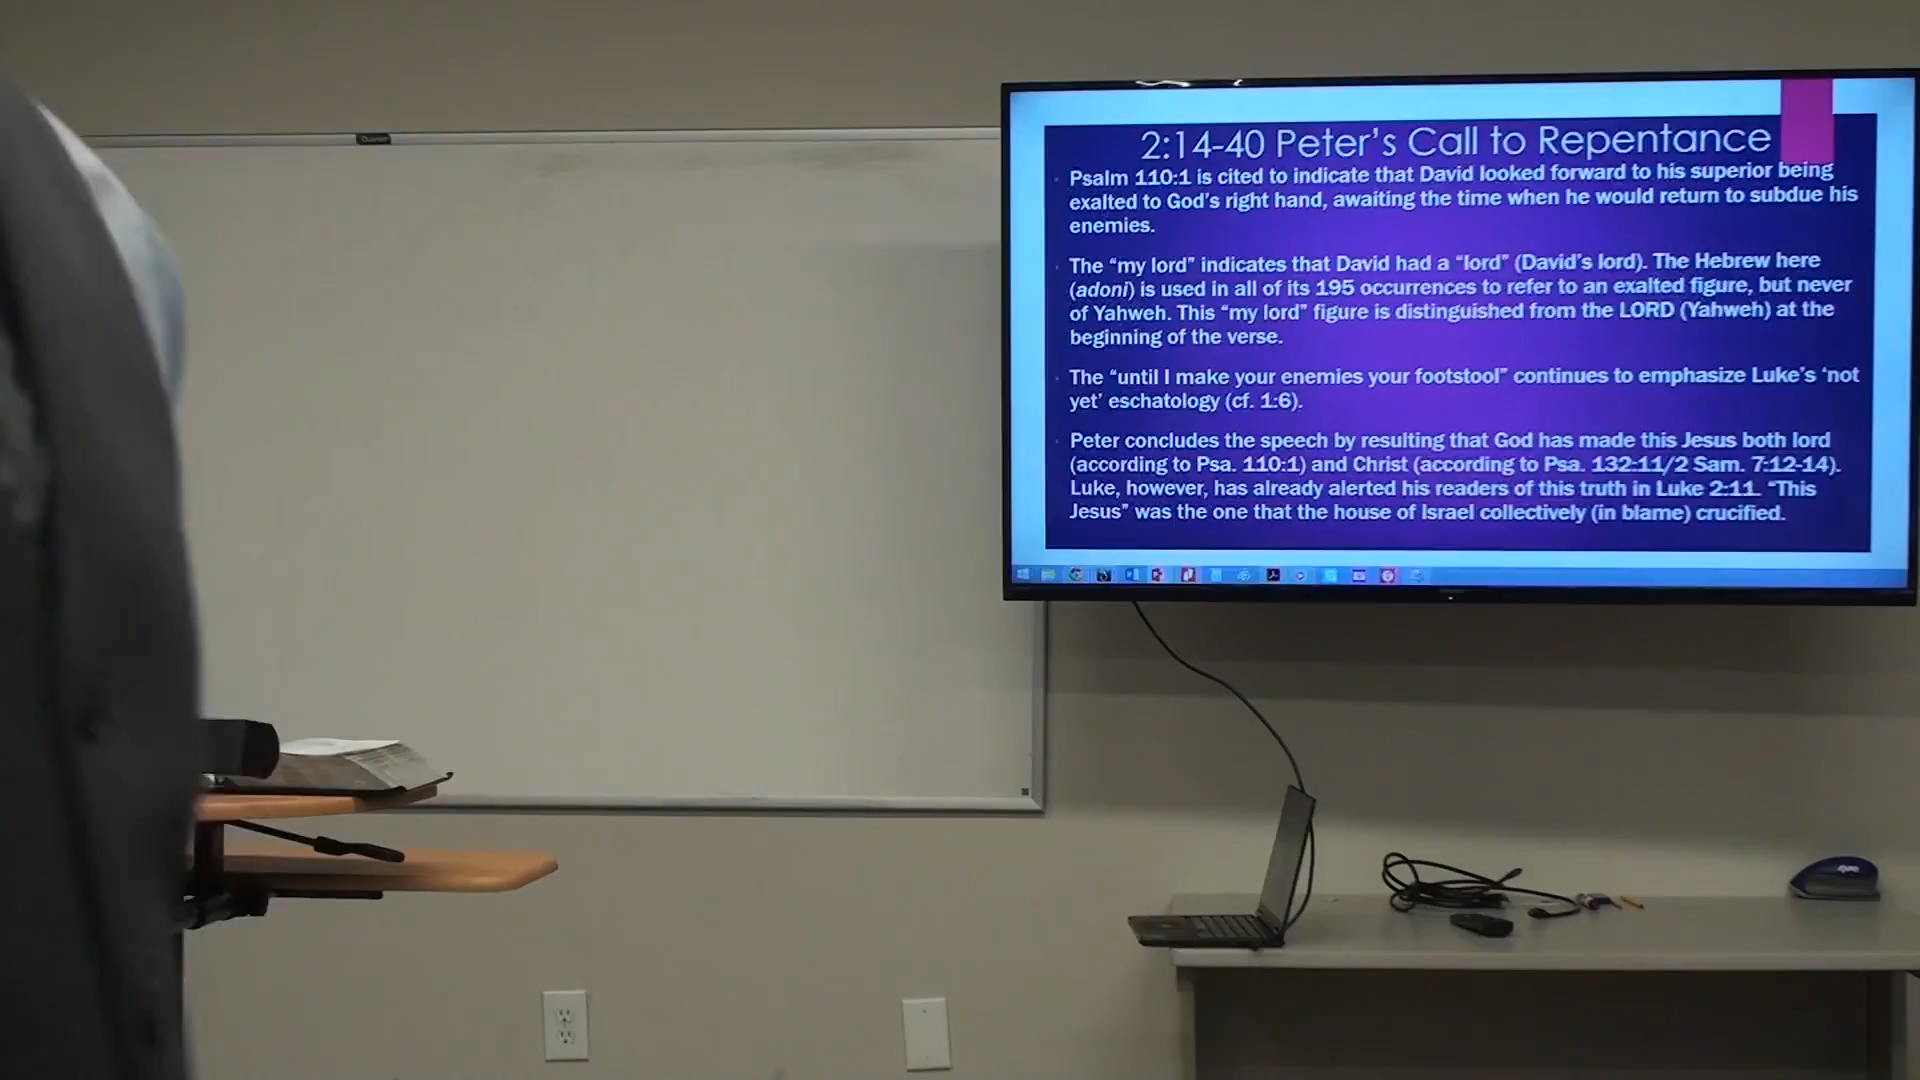 2:14-40 Peter's Call to Repentance
Psalm 110:1 is cited to indicate that David looked forward to his superior being
exalted to God's right hand, awaiting the time when he would return to subdue his
enemies.
The "my lord" indicates that David had a "lord" (David's lord). The Hebrew here
(adoni) is used in all of its 195 occurrences to refer to an exalted figure, but never
of Yahweh. This "my lord" figure is distinguished from the LORD (Yahweh) at the
beginning of the verse.
The "until I make your enemies your footstool" continues to emphasize Luke's 'not
yet' eschatology (cf. 1:6).
Peter concludes the speech by resulting that God has made this Jesus both lord
(according to Psa. 110:1) and Christ (according to Psa. 132:11/2 Sam. 7:12-14).
Luke, however, has already alerted his readers of this truth in Luke 2:11. "This
Jesus" was the one that the house of Israel collectively (in blame) crucified.